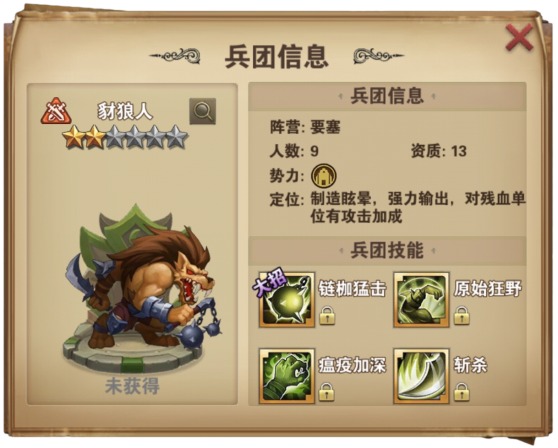 兵团信息
豺狼人
未获得
兵团信息
阵营: 要塞
人数: 9 资质: 13
势力:
定位: 制造眩晕，强力输出，对残血单
位有攻击加成
兵团技能
大招 链枷猛击 原始狂野
瘟疫加深 斩杀